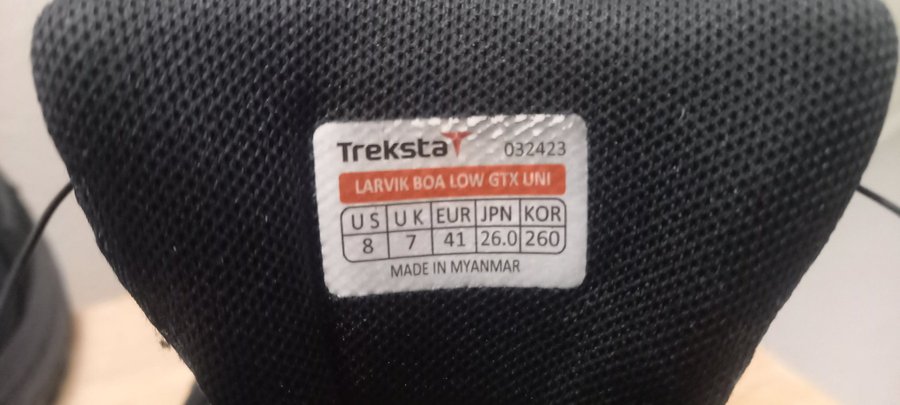 Treksta 032423
LARVIK BOA LOW GTX UNI
US UK EUR JPN KOR
8 7 41 26.0 260
MADE IN MYANMAR